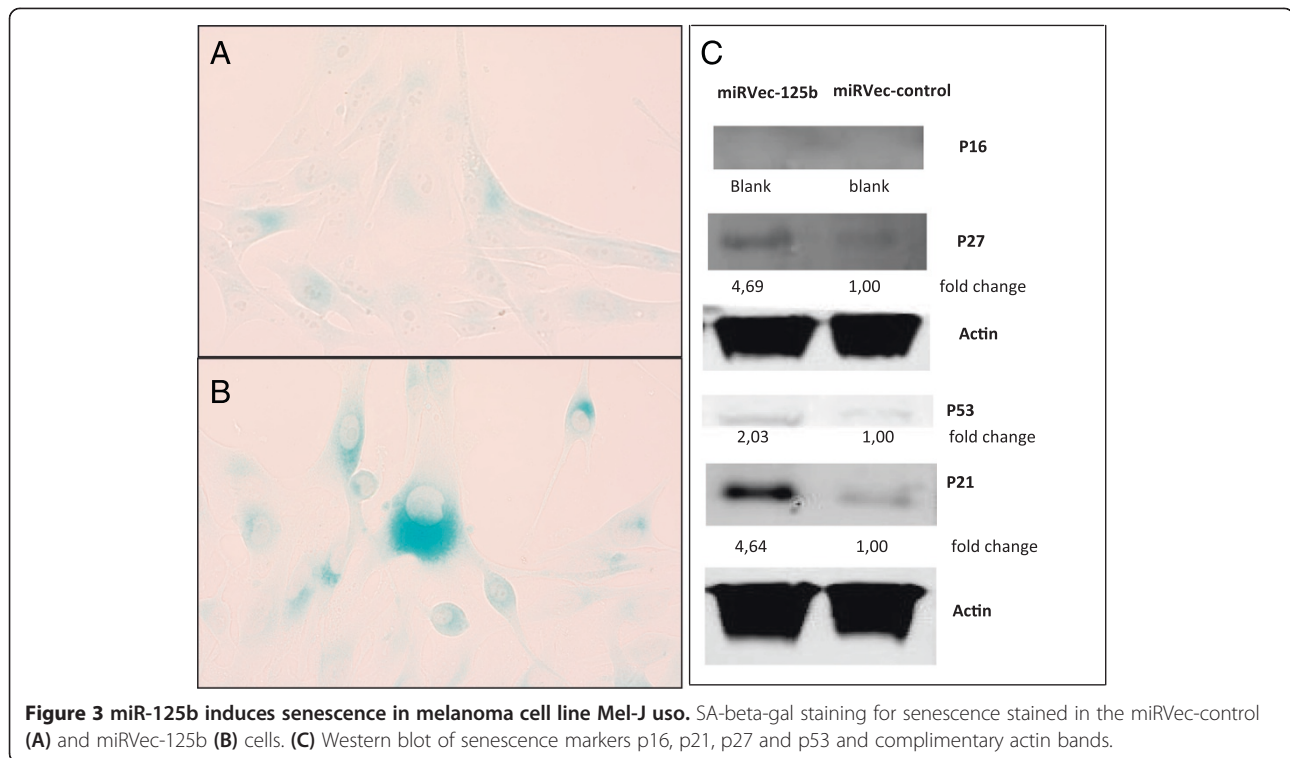 A
B
C
miRVec-125b miRVec-control
P16
Blank blank
P27
4,69 1,00 fold change
Actin
P53
2,03 1,00 fold change
P21
4,64 1,00 fold change
Actin
Figure 3 miR-125b induces senescence in melanoma cell line Mel-J uso. SA-beta-gal staining for senescence stained in the miRVec-control
(A) and miRVec-125b (B) cells. (C) Western blot of senescence markers p16, p21, p27 and p53 and complimentary actin bands.